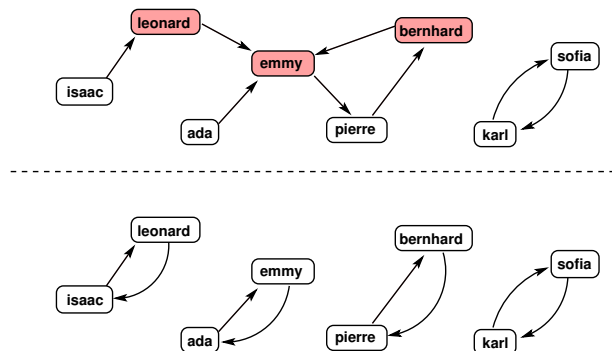 leonard
bernhard
emmy
sofia
isaac
ada
pierre
karl
leonard
bernhard
emmy
sofia
isaac
ada
pierre
karl